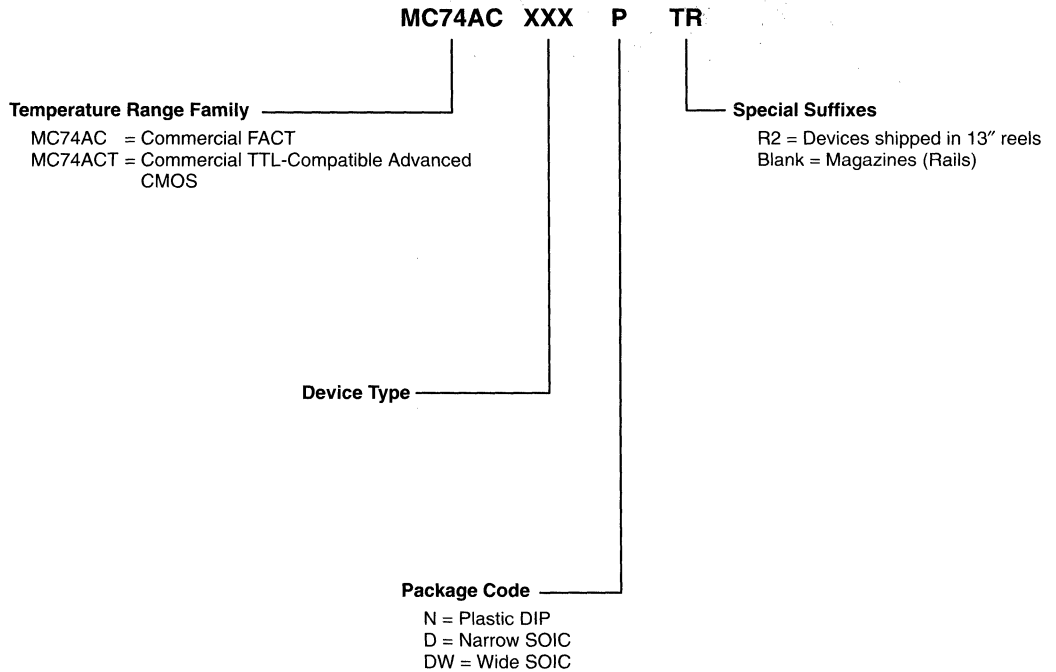 MC74AC XXX P TR
Temperature Range Family
MC74AC = Commercial FACT
MC74ACT = Commercial TTL-Compatible Advanced
CMOS
Special Suffixes
R2 = Devices shipped in 13″ reels
Blank = Magazines (Rails)
Device Type
Package Code
N = Plastic DIP
D = Narrow SOIC
DW = Wide SOIC